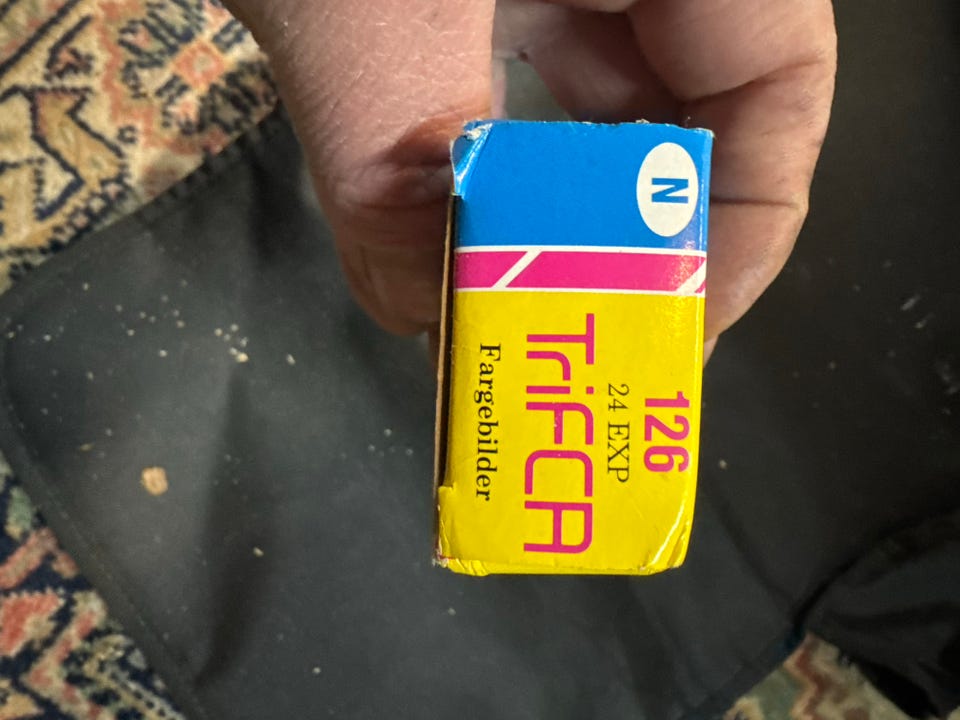 N
126
24 EXP
TriFCA
Fargebilder